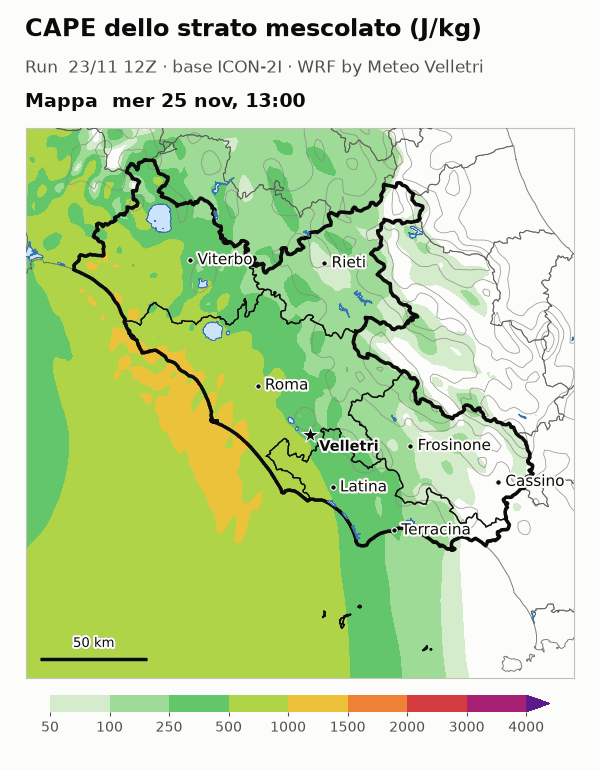 CAPE dello strato mescolato (J/kg)
Run  23/11 12Z · base ICON-2I · WRF by Meteo Velletri
Mappa  mer 25 nov, 13:00
Viterbo
Rieti
Roma
Velletri
Frosinone
Latina
Cassino
Terracina
50 km
50 100 250 500 1000 1500 2000 3000 4000